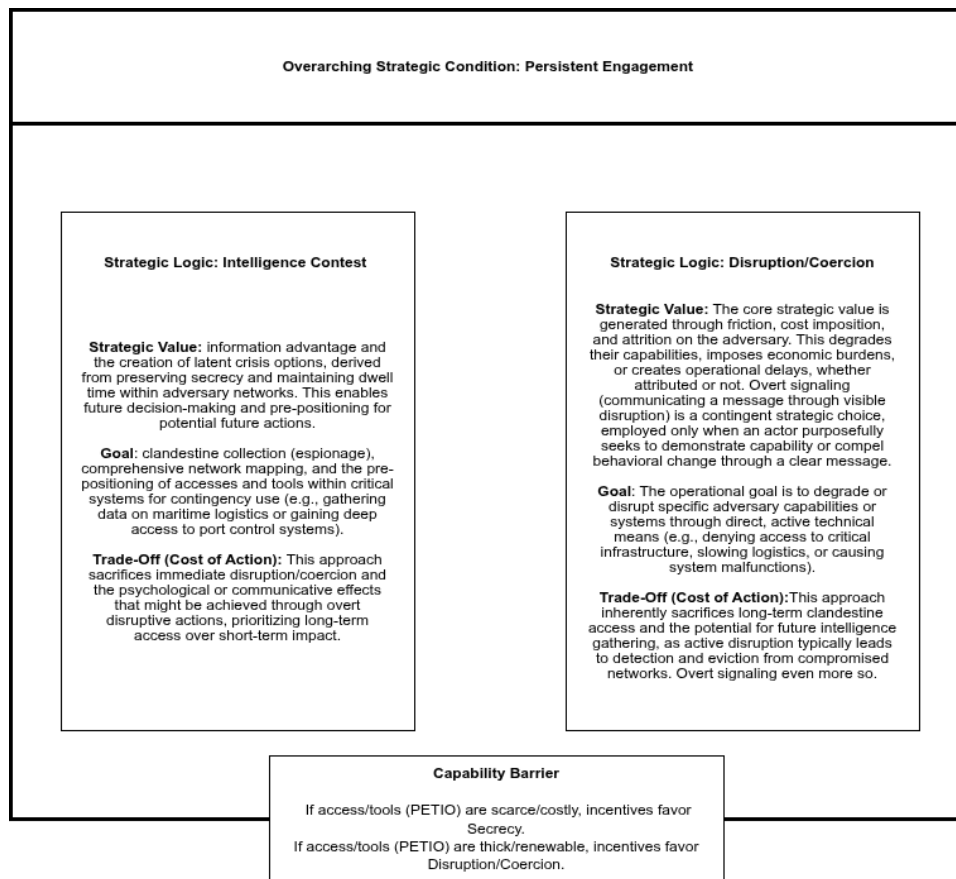 Overarching Strategic Condition: Persistent Engagement
Strategic Logic: Intelligence Contest
Strategic Value: information advantage and
the creation of latent crisis options, derived
from preserving secrecy and maintaining dwell
time within adversary networks. This enables
future decision-making and pre-positioning for
potential future actions.
Goal: clandestine collection (espionage),
comprehensive network mapping, and the pre-
positioning of accesses and tools within critical
systems for contingency use (e.g., gathering
data on maritime logistics or gaining deep
access to port control systems).
Trade-Off (Cost of Action): This approach
sacrifices immediate disruption/coercion and
the psychological or communicative effects
that might be achieved through overt
disruptive actions, prioritizing long-term
access over short-term impact.
Strategic Logic: Disruption/Coercion
Strategic Value: The core strategic value is
generated through friction, cost imposition,
and attrition on the adversary. This degrades
their capabilities, imposes economic burdens,
or creates operational delays, whether
attributed or not. Overt signaling
(communicating a message through visible
disruption) is a contingent strategic choice,
employed only when an actor purposefully
seeks to demonstrate capability or compel
behavioral change through a clear message.
Goal: The operational goal is to degrade or
disrupt specific adversary capabilities or
systems through direct, active technical
means (e.g., denying access to critical
infrastructure, slowing logistics, or causing
system malfunctions).
Trade-Off (Cost of Action):This approach
inherently sacrifices long-term clandestine
access and the potential for future intelligence
gathering, as active disruption typically leads
to detection and eviction from compromised
networks. Overt signaling even more so.
Capability Barrier
If access/tools (PETIO) are scarce/costly, incentives favor
Secrecy.
If access/tools (PETIO) are thick/renewable, incentives favor
Disruption/Coercion.